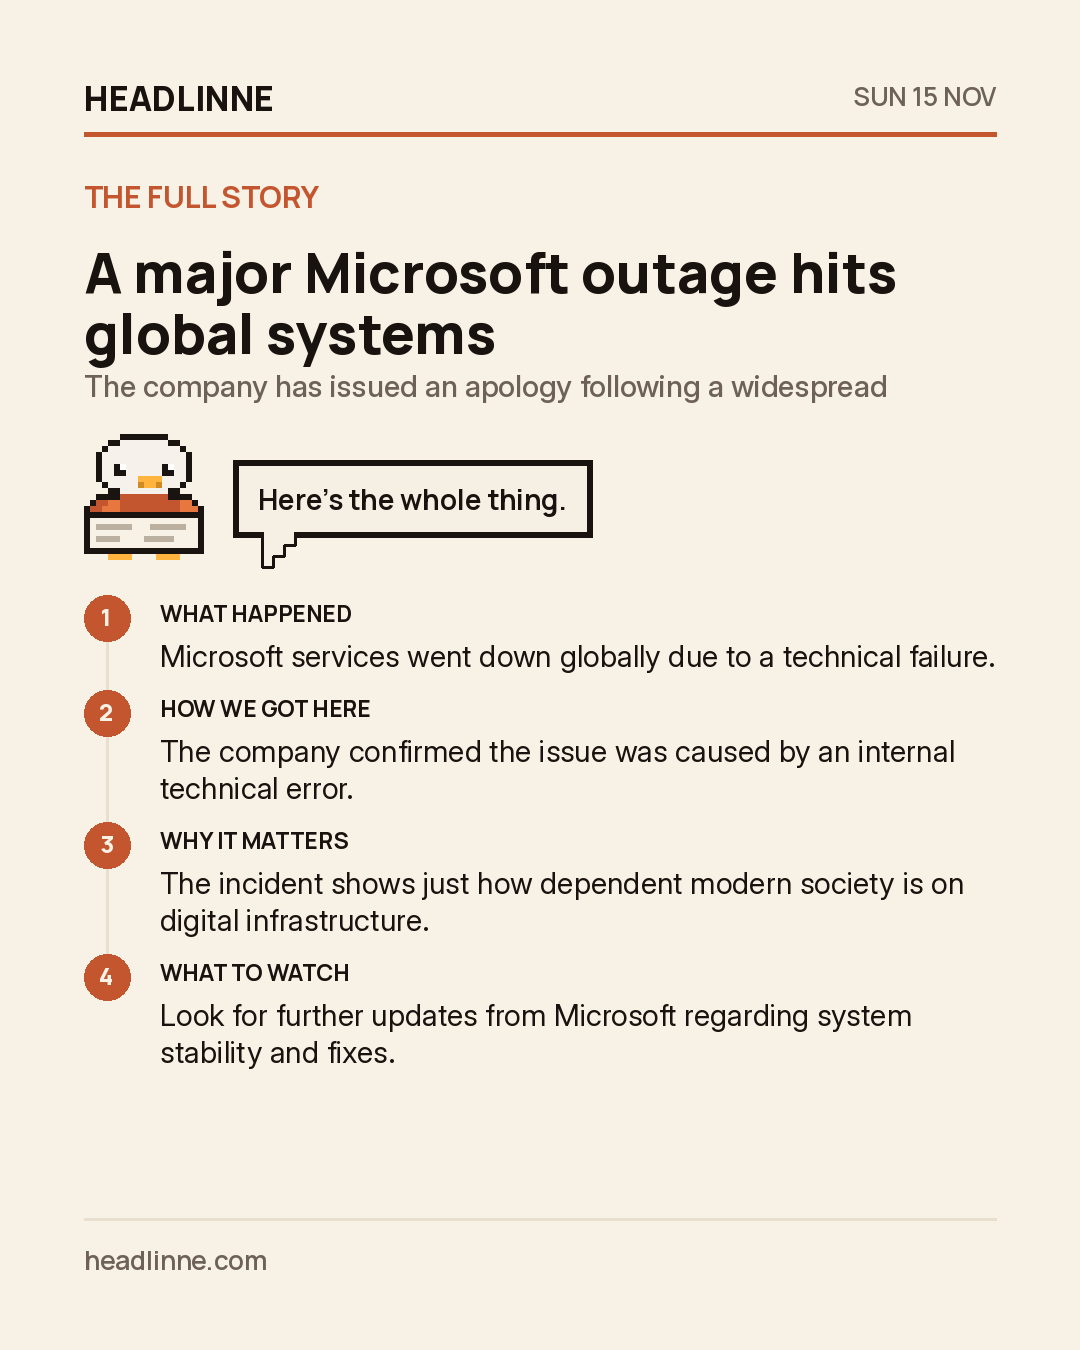 HEADLINNE
SUN 15 NOV
THE FULL STORY
A major Microsoft outage hits
global systems
The company has issued an apology following a widespread
Here’s the whole thing.
1
WHAT HAPPENED
Microsoft services went down globally due to a technical failure.
2
HOW WE GOT HERE
The company confirmed the issue was caused by an internal
technical error.
3
WHY IT MATTERS
The incident shows just how dependent modern society is on
digital infrastructure.
4
WHAT TO WATCH
Look for further updates from Microsoft regarding system
stability and fixes.
headlinne.com